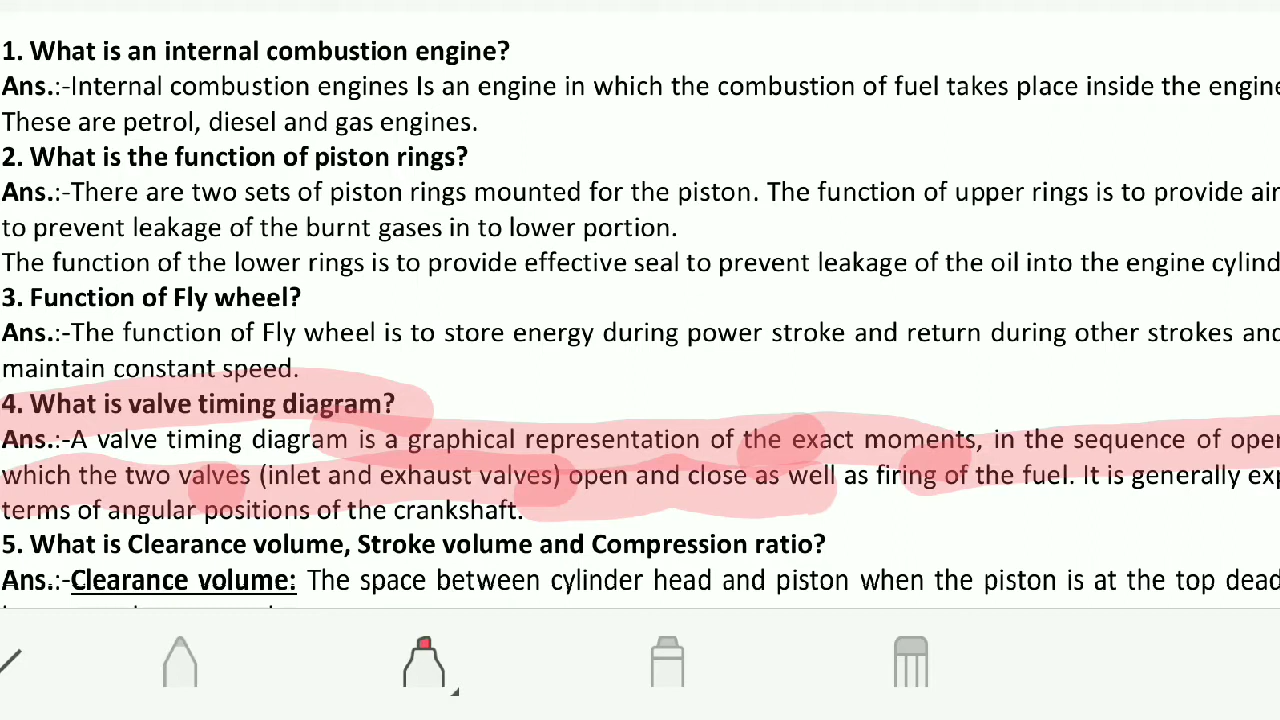 1. What is an internal combustion engine?
Ans.:-Internal combustion engines Is an engine in which the combustion of fuel takes place inside the engine
These are petrol, diesel and gas engines.
2. What is the function of piston rings?
Ans.:-There are two sets of piston rings mounted for the piston. The function of upper rings is to provide air
to prevent leakage of the burnt gases in to lower portion.
The function of the lower rings is to provide effective seal to prevent leakage of the oil into the engine cylind
3. Function of Fly wheel?
Ans.:-The function of Fly wheel is to store energy during power stroke and return during other strokes and
maintain constant speed.
4. What is valve timing diagram?
Ans.:-A valve timing diagram is a graphical representation of the exact moments, in the sequence of oper
which the two valves (inlet and exhaust valves) open and close as well as firing of the fuel. It is generally exp
terms of angular positions of the crankshaft.
5. What is Clearance volume, Stroke volume and Compression ratio?
Ans.:-Clearance volume: The space between cylinder head and piston when the piston is at the top dead